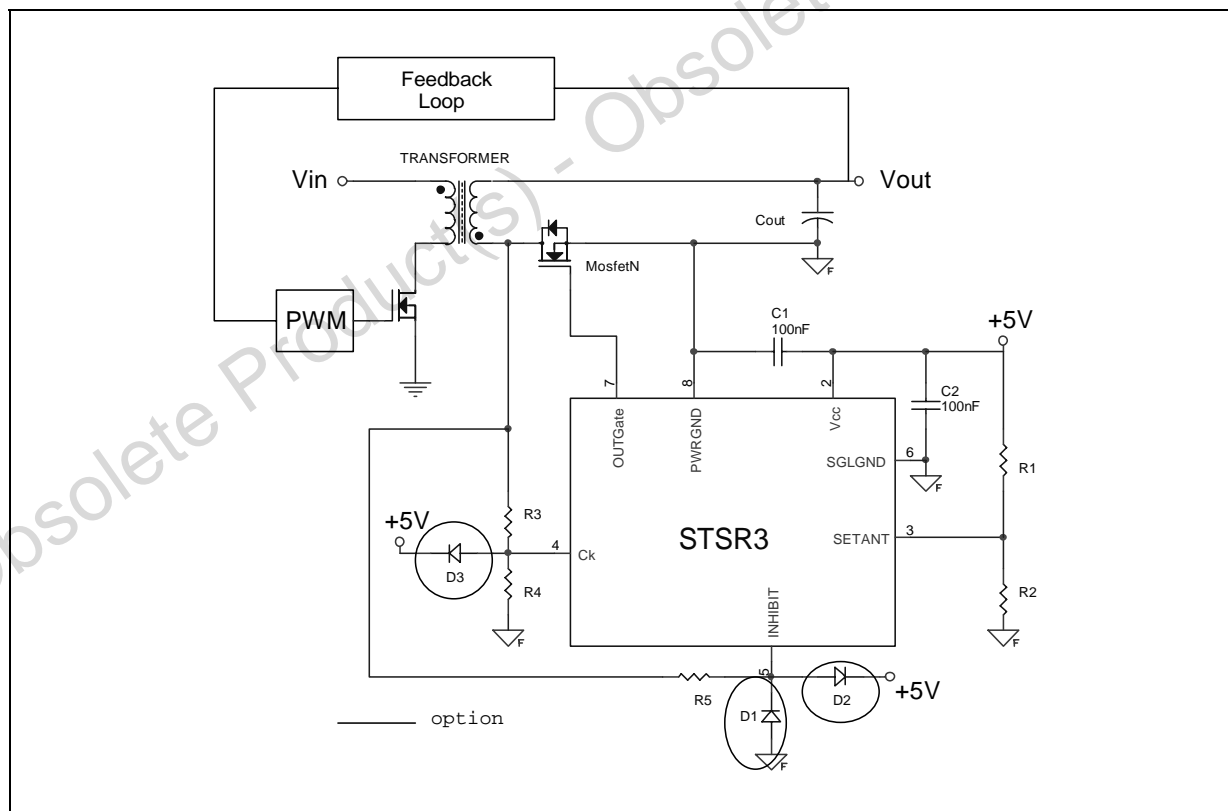 Obsolete Product(s) - Obsolete
Feedback
Loop
TRANSFORMER
Vin
Vout
Cout
F
MosfetN
PWM
C1
100nF
+5V
7
8
2
C2
100nF
OUTGate
PWRGND
Vcc
SGLGND
6
F
R1
R3
+5V
STSR3
SETANT
3
4
Ck
D3
R4
R2
F
INHIBIT
F
5
R5
D2
+5V
D1
option
F